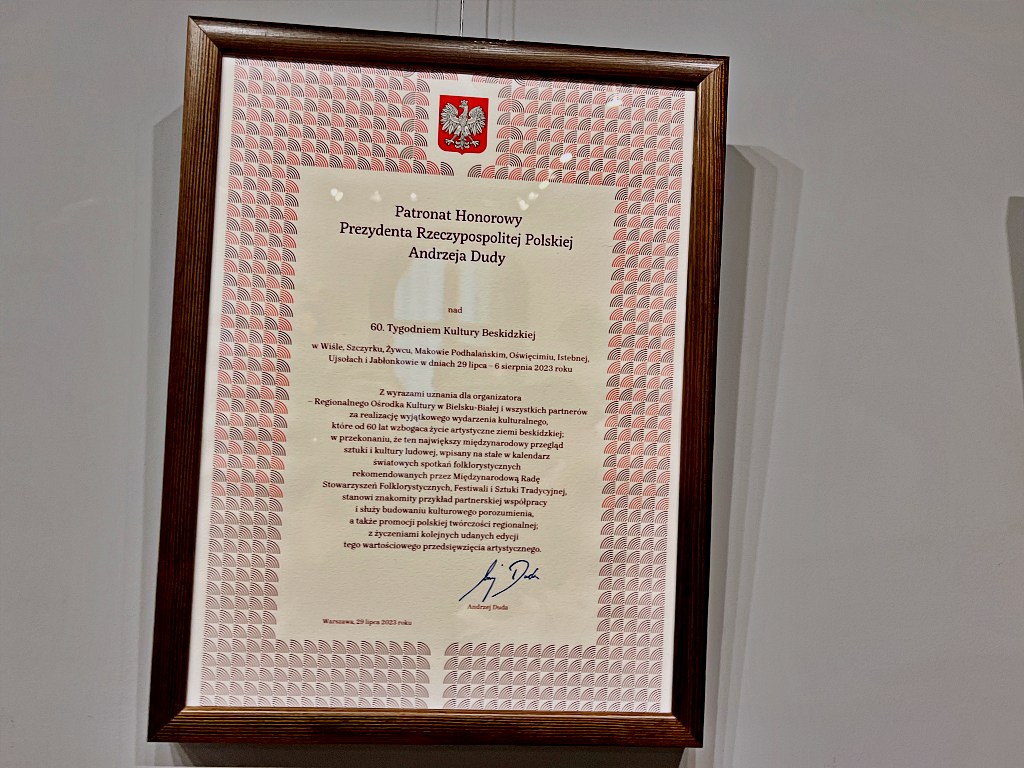 Patronat Honorowy
Prezydenta Rzeczypospolitej Polskiej
Andrzeja Dudy
nad
60. Tygodniem Kultury Beskidzkiej
w Wiśle, Szczyrku, Żywcu, Makowie Podhalańskim, Oświęcimiu, Istebnej,
Ujsołach i Jabłonkowie w dniach 29 lipca – 6 sierpnia 2023 roku
Z wyrazami uznania dla organizatora
– Regionalnego Ośrodka Kultury w Bielsku-Białej i wszystkich partnerów
za realizację wyjątkowego wydarzenia kulturalnego,
które od 60 lat wzbogaca życie artystyczne ziemi beskidzkiej;
w przekonaniu, że ten największy międzynarodowy przegląd
sztuki i kultury ludowej, wpisany na stałe w kalendarz
światowych spotkań folklorystycznych
rekomendowanych przez Międzynarodową Radę
Stowarzyszeń Folklorystycznych, Festiwali i Sztuki Tradycyjnej,
stanowi znakomity przykład partnerskiej współpracy
i służy budowaniu kulturowego porozumienia,
a także promocji polskiej twórczości regionalnej;
z życzeniami kolejnych udanych edycji
tego wartościowego przedsięwzięcia artystycznego.
Andrzej Duda
Warszawa, 29 lipca 2023 roku